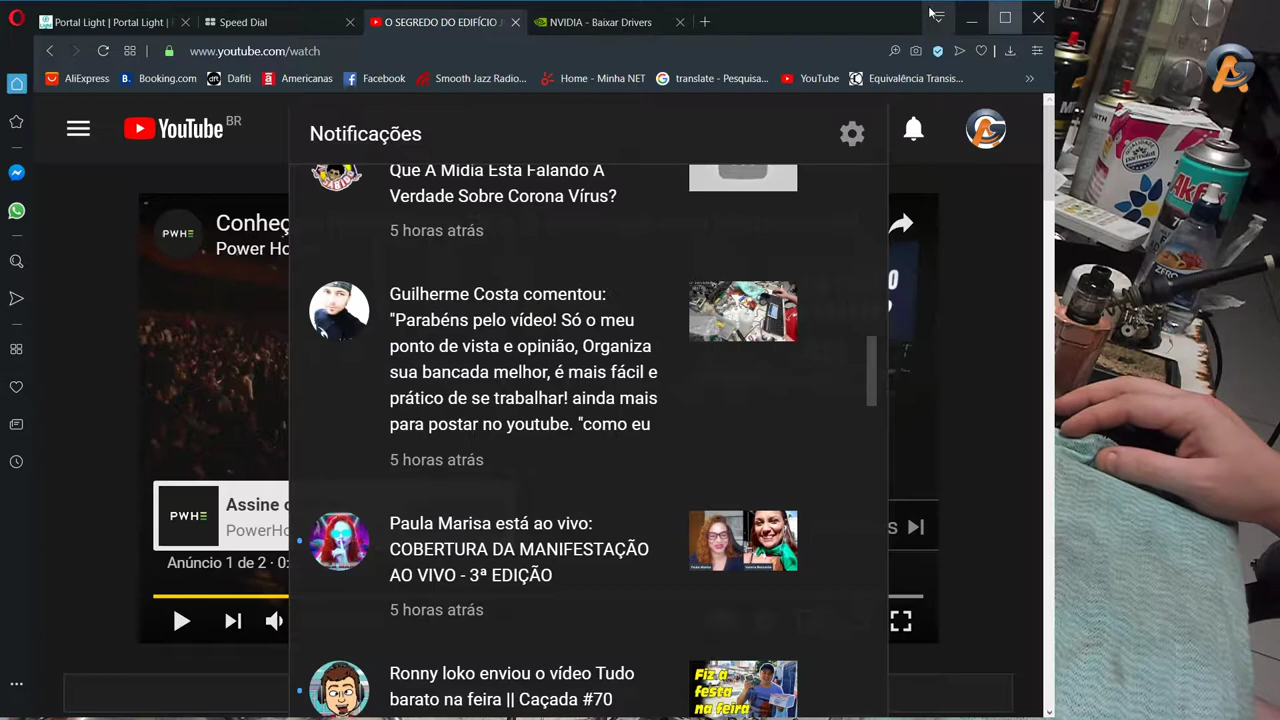 Portal Light | Portal Light |
Speed Dial
O SEGREDO DO EDIFÍCIO J
NVIDIA - Baixar Drivers
www.youtube.com/watch
AliExpress
Booking.com
Dafiti
Americanas
Facebook
Smooth Jazz Radio...
Home - Minha NET
translate - Pesquisa...
YouTube
Equivalência Transis...
YouTube BR
Notificações
Que A Mídia Esta Falando A
Verdade Sobre Corona Vírus?
5 horas atrás
PWHE
Conheç
Power Ho
Guilherme Costa comentou:
"Parabéns pelo vídeo! Só o meu
ponto de vista e opinião, Organiza
sua bancada melhor, é mais fácil e
prático de se trabalhar! ainda mais
para postar no youtube. "como eu
5 horas atrás
PWHE
Assine o
PowerHo
Anúncio 1 de 2 · 0:
s
Paula Marisa está ao vivo:
COBERTURA DA MANIFESTAÇÃO
AO VIVO - 3ª EDIÇÃO
5 horas atrás
Ronny loko enviou o vídeo Tudo
barato na feira || Caçada #70
Fiz a
festa
na feira
parmalat
ZERO